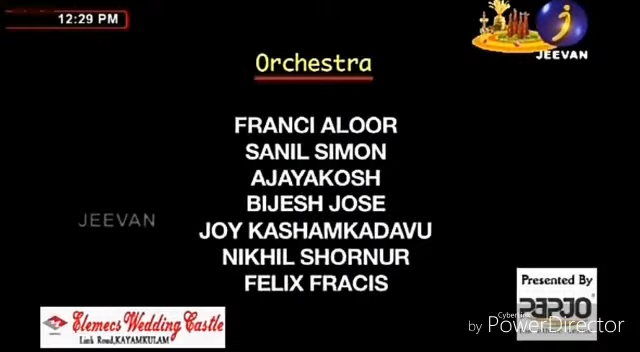 12:29 PM
JEEVAN
Orchestra
FRANCI ALOOR
SANIL SIMON
AJAYAKOSH
BIJESH JOSE
JEEVAN
JOY KASHAMKADAVU
NIKHIL SHORNUR
FELIX FRACIS
Presented By
PEPJO
by PowerDirector
Elemecs Wedding Castle
Link Road,KAYAMKULAM